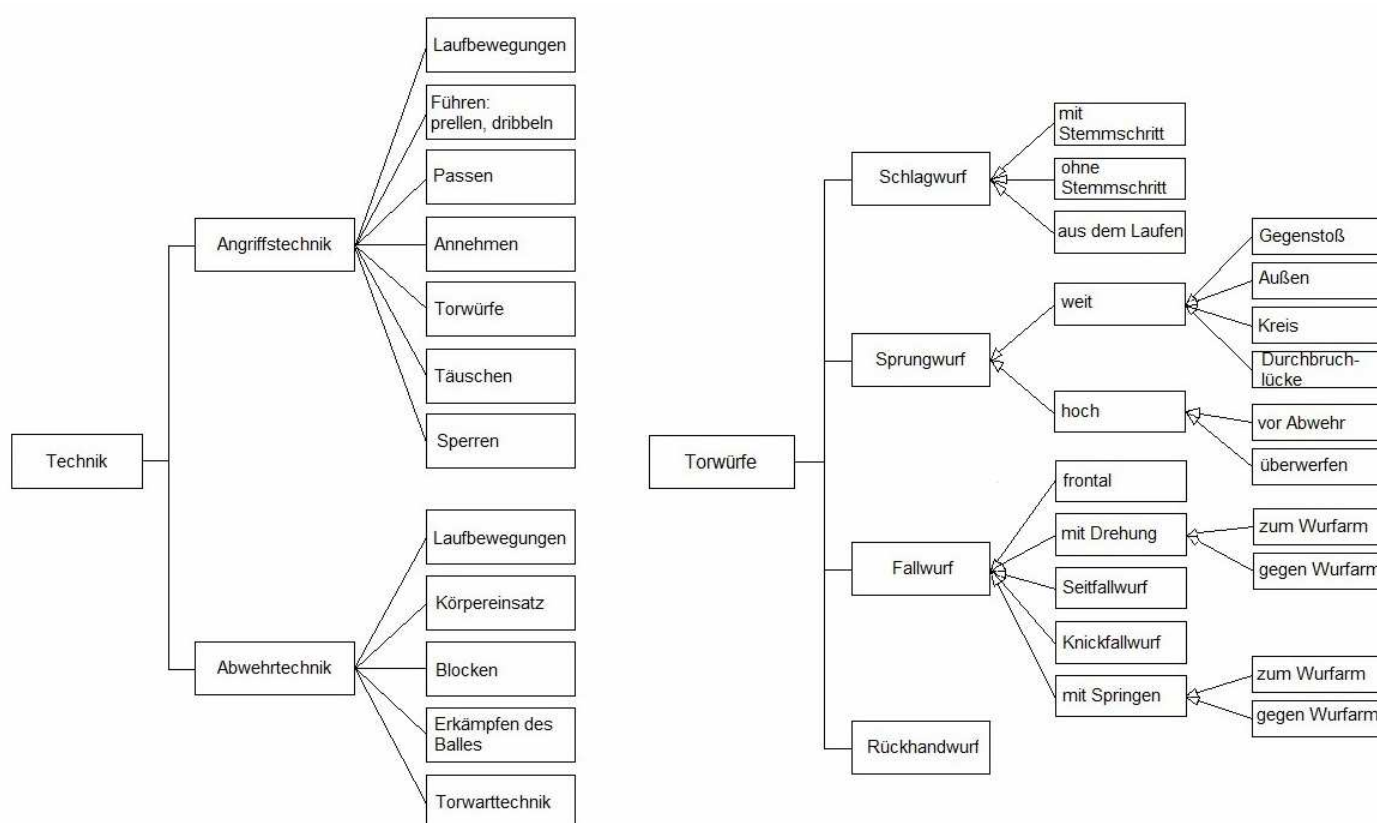 Technik
Angriffstechnik
Laufbewegungen
Führen:
prellen, dribbeln
Passen
Annehmen
Torwürfe
Täuschen
Sperren
Abwehrtechnik
Laufbewegungen
Körpereinsatz
Blocken
Erkämpfen des
Balles
Torwarttechnik
Torwürfe
Schlagwurf
mit
Stemmschritt
ohne
Stemmschritt
aus dem Laufen
Sprungwurf
weit
Gegenstoß
Außen
Kreis
Durchbruch-
lücke
hoch
vor Abwehr
überwerfen
Fallwurf
frontal
mit Drehung
zum Wurfarm
gegen Wurfarm
Seitfallwurf
Knickfallwurf
mit Springen
zum Wurfarm
gegen Wurfarm
Rückhandwurf